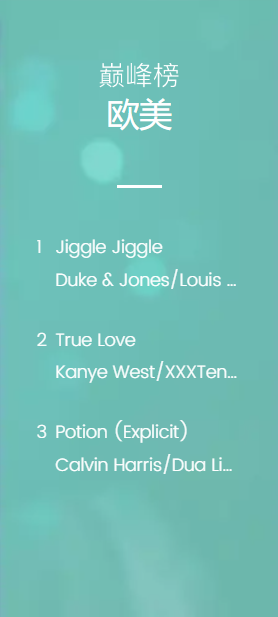 巅峰榜
欧美
1 Jiggle Jiggle
Duke & Jones/Louis ...
2 True Love
Kanye West/XXXTen...
3 Potion (Explicit)
Calvin Harris/Dua Li...